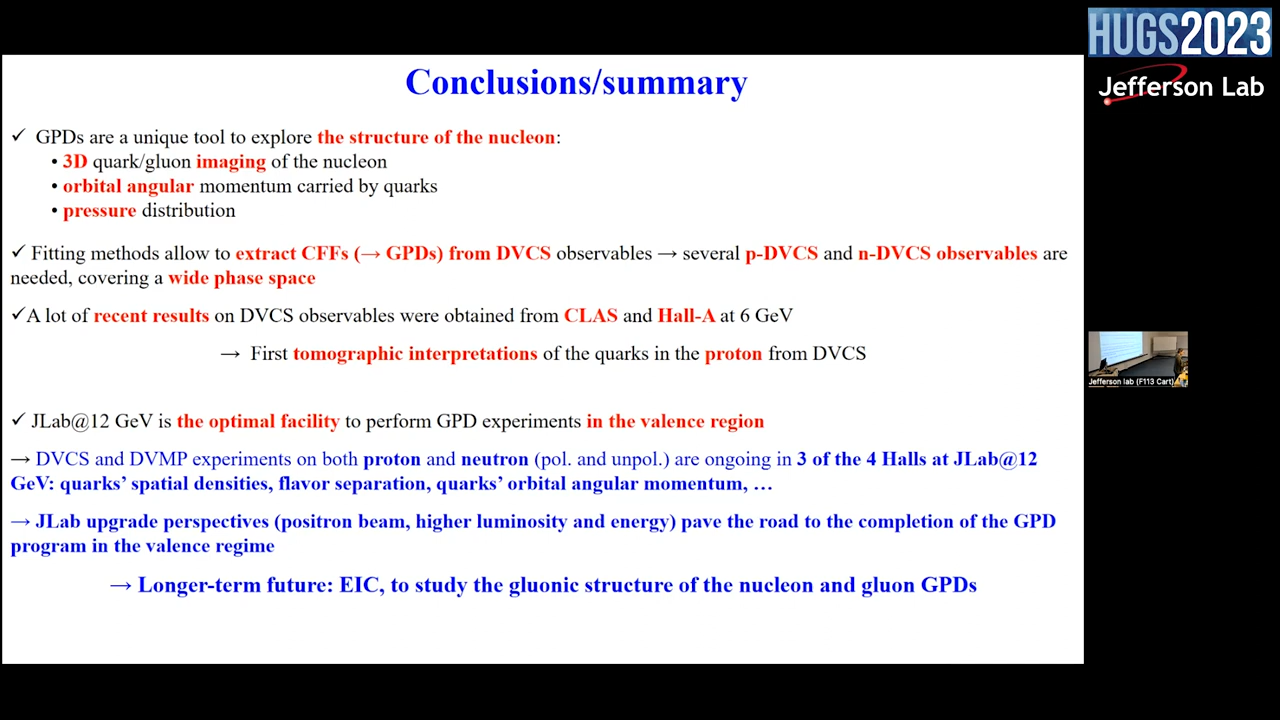 HUGS2023
Jefferson Lab
Conclusions/summary
✓ GPDs are a unique tool to explore the structure of the nucleon:
• 3D quark/gluon imaging of the nucleon
• orbital angular momentum carried by quarks
• pressure distribution
✓ Fitting methods allow to extract CFFs (→ GPDs) from DVCS observables → several p-DVCS and n-DVCS observables are
needed, covering a wide phase space
✓A lot of recent results on DVCS observables were obtained from CLAS and Hall-A at 6 GeV
→ First tomographic interpretations of the quarks in the proton from DVCS
✓ JLab@12 GeV is the optimal facility to perform GPD experiments in the valence region
→ DVCS and DVMP experiments on both proton and neutron (pol. and unpol.) are ongoing in 3 of the 4 Halls at JLab@12
GeV: quarks’ spatial densities, flavor separation, quarks’ orbital angular momentum, …
→ JLab upgrade perspectives (positron beam, higher luminosity and energy) pave the road to the completion of the GPD
program in the valence regime
→ Longer-term future: EIC, to study the gluonic structure of the nucleon and gluon GPDs
Jefferson lab (F113 Cart)